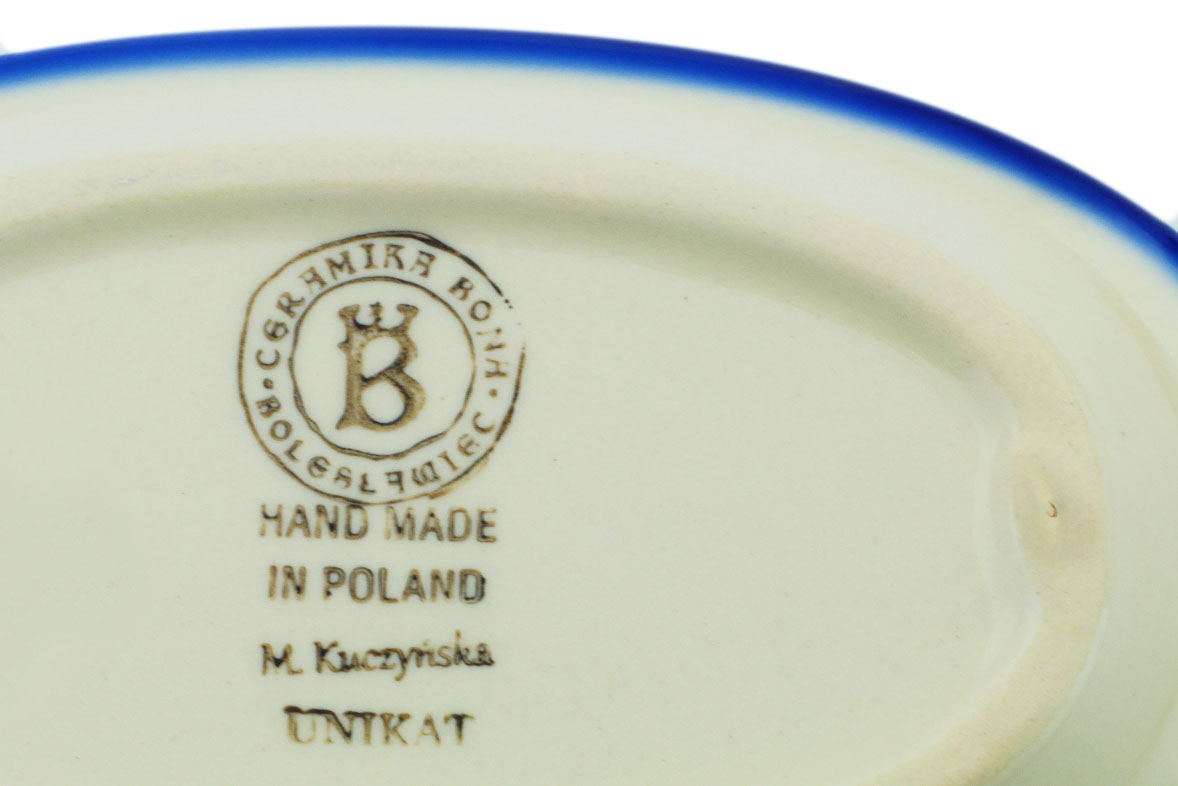 CERAMIKA BONA
BOLESŁAWIEC
B
HAND MADE
IN POLAND
M. Kuczyńska
UNIKAT